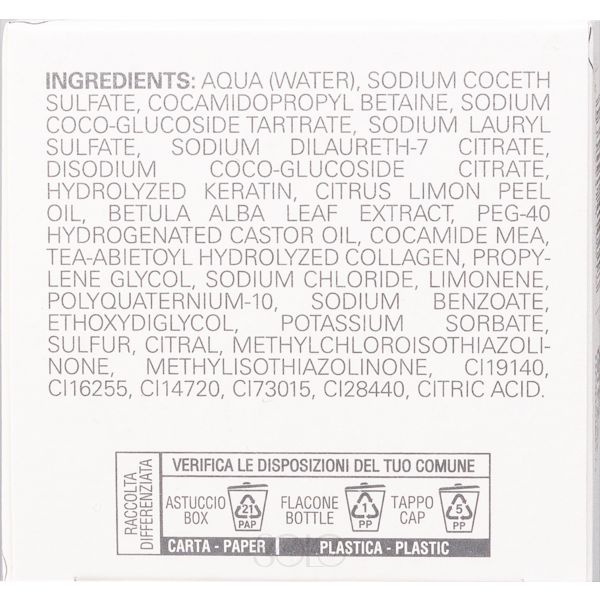 INGREDIENTS: AQUA (WATER), SODIUM COCETH
SULFATE, COCAMIDOPROPYL BETAINE, SODIUM
COCO-GLUCOSIDE TARTRATE, SODIUM LAURYL
SULFATE, SODIUM DILAURETH-7 CITRATE,
DISODIUM COCO-GLUCOSIDE CITRATE,
HYDROLYZED KERATIN, CITRUS LIMON PEEL
OIL, BETULA ALBA LEAF EXTRACT, PEG-40
HYDROGENATED CASTOR OIL, COCAMIDE MEA,
TEA-ABIETOYL HYDROLYZED COLLAGEN, PROPY-
LENE GLYCOL, SODIUM CHLORIDE, LIMONENE,
POLYQUATERNIUM-10, SODIUM BENZOATE,
ETHOXYDIGLYCOL, POTASSIUM SORBATE,
SULFUR, CITRAL, METHYLCHLOROISOTHIAZOLI-
NONE, METHYLISOTHIAZOLINONE, CI19140,
CI16255, CI14720, CI73015, CI28440, CITRIC ACID.
RACCOLTA
DIFFERENZIATA
VERIFICA LE DISPOSIZIONI DEL TUO COMUNE
ASTUCCIO
BOX
21
PAP
FLACONE
BOTTLE
1
PP
TAPPO
CAP
5
PP
CARTA - PAPER
PLASTICA - PLASTIC
SOLO